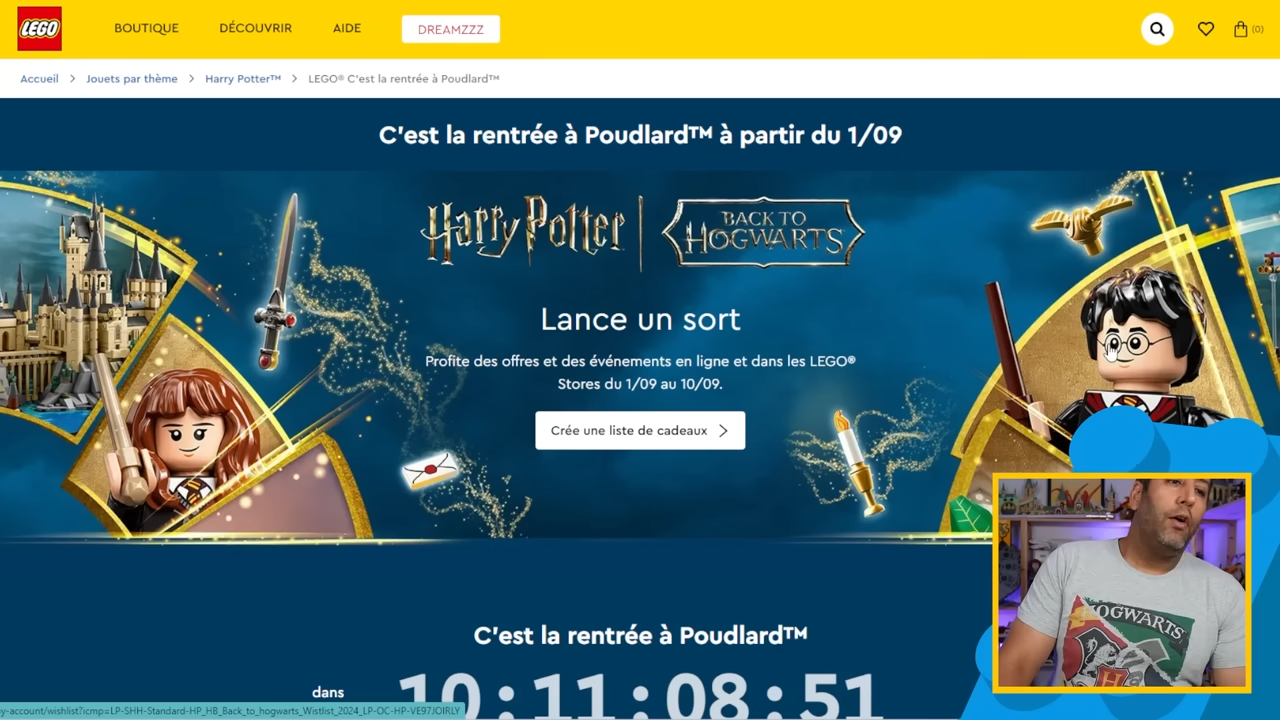 LEGO
BOUTIQUE
DÉCOUVRIR
AIDE
DREAMZZZ
(0)
Accueil > Jouets par thème > Harry Potter™ > LEGO® C'est la rentrée à Poudlard™
C'est la rentrée à Poudlard™ à partir du 1/09
Harry Potter
BACK TO
HOGWARTS
Lance un sort
Profite des offres et des événements en ligne et dans les LEGO®
Stores du 1/09 au 10/09.
Crée une liste de cadeaux >
HOGWARTS
H
C'est la rentrée à Poudlard™
dans
10 : 11 : 08 : 51
y-account/wishlist?icmp=LP-SHH-Standard-HP_HB_Back_to_hogwarts_Wistlist_2024_LP-OC-HP-VE97JOIRLY